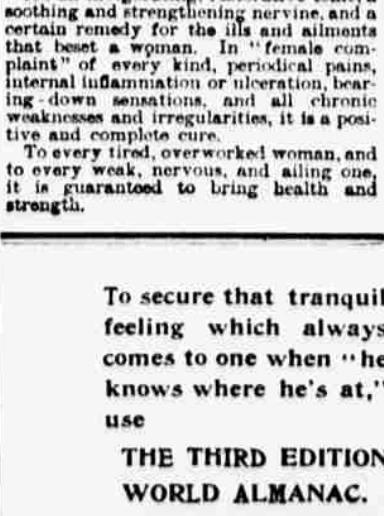 soothing and strengthening nervine, and a
certain remedy for the ills and ailments
that beset a woman. In "female com-
plaint" of every kind, periodical pains,
internal inflammation or ulceration, bear-
ing-down sensations, and all chronic
weaknesses and irregularities, it is a posi-
tive and complete cure.
To every tired, overworked woman, and
to every weak, nervous, and ailing one,
it is guaranteed to bring health and
strength.
To secure that tranquil
feeling which always
comes to one when "he
knows where he's at,"
use
THE THIRD EDITION
WORLD ALMANAC.